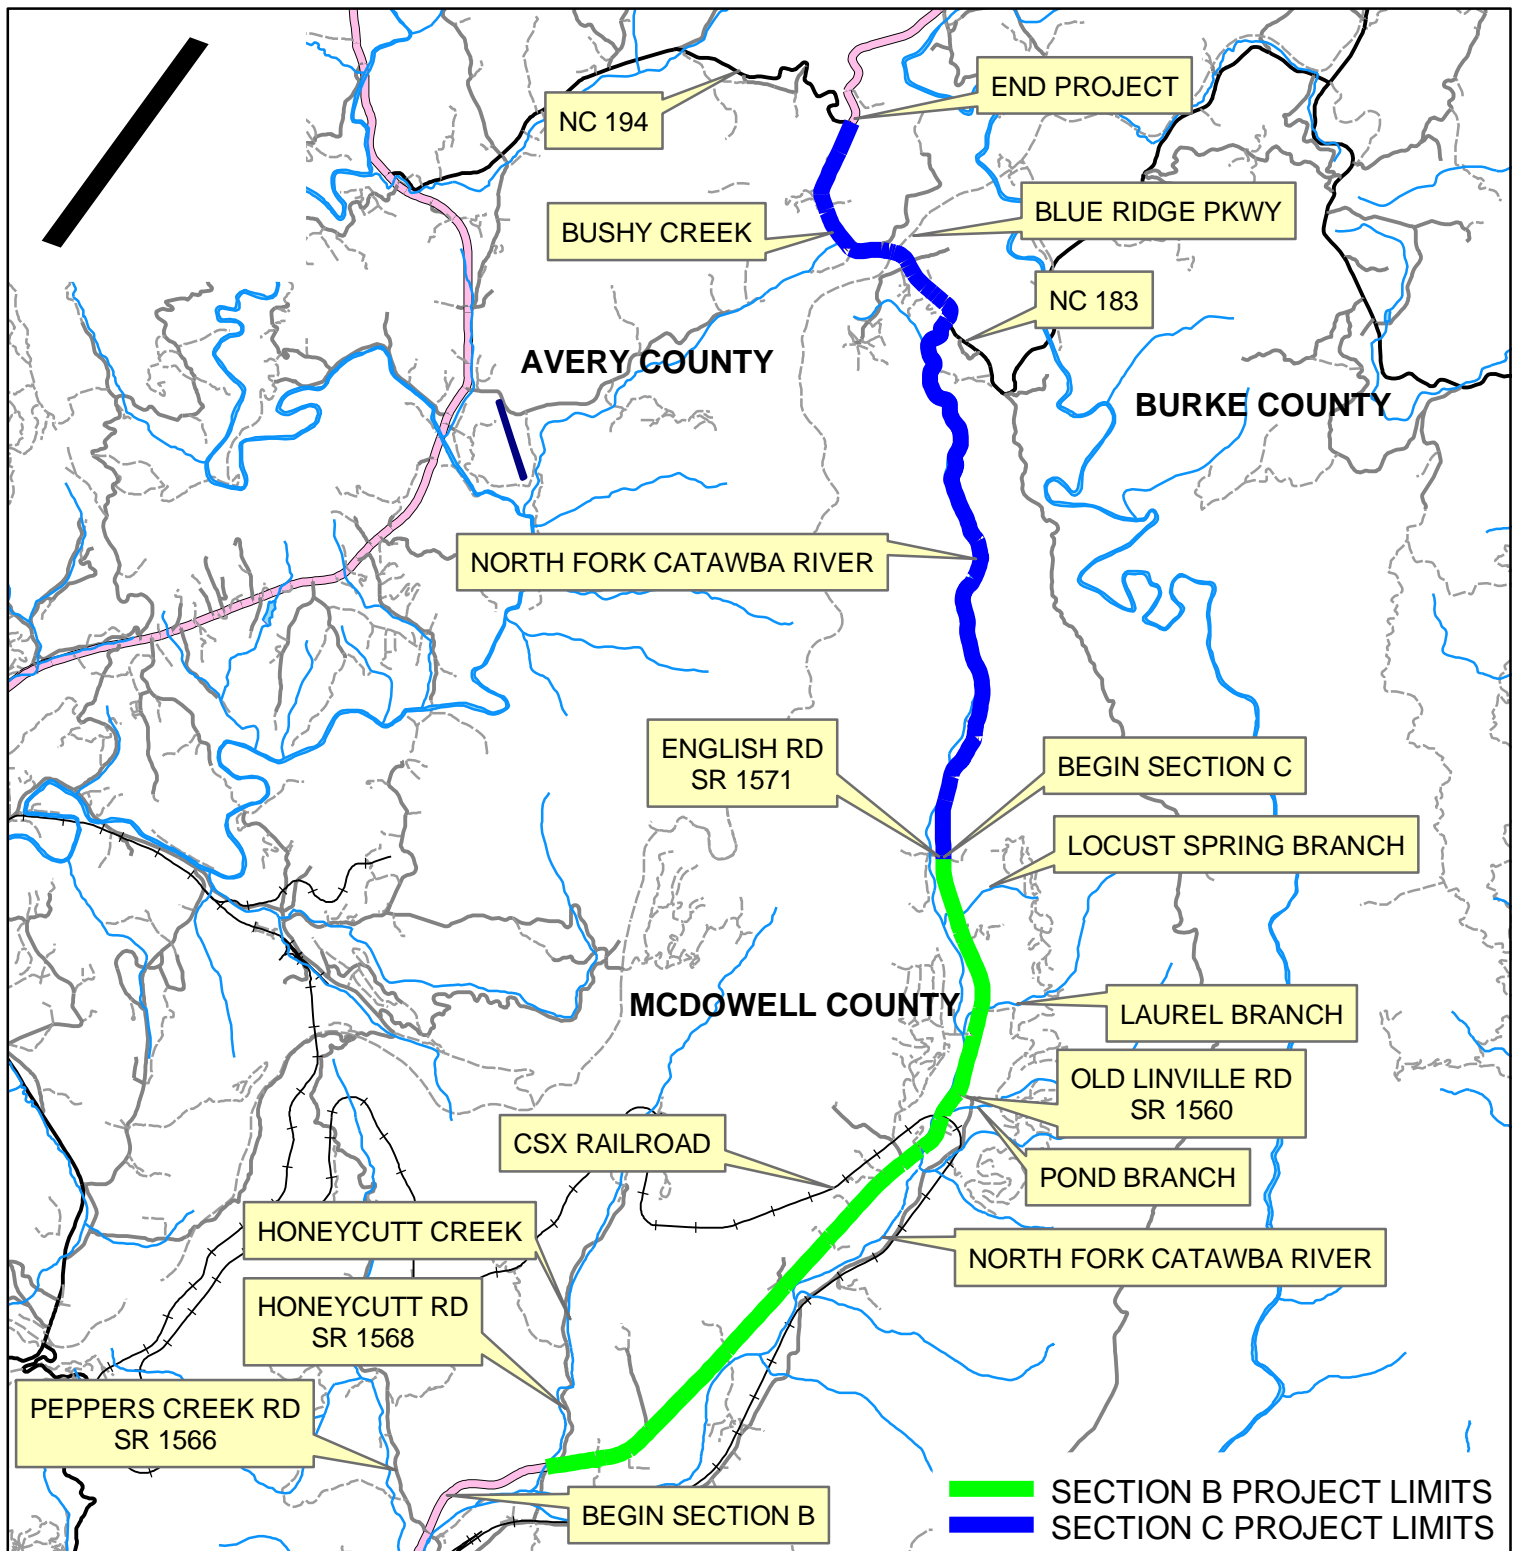 END PROJECT
NC 194
BLUE RIDGE PKWY
BUSHY CREEK
NC 183
AVERY COUNTY
BURKE COUNTY
NORTH FORK CATAWBA RIVER
ENGLISH RD
SR 1571
BEGIN SECTION C
LOCUST SPRING BRANCH
MCDOWELL COUNTY
LAUREL BRANCH
OLD LINVILLE RD
SR 1560
CSX RAILROAD
POND BRANCH
HONEYCUTT CREEK
NORTH FORK CATAWBA RIVER
HONEYCUTT RD
SR 1568
PEPPERS CREEK RD
SR 1566
BEGIN SECTION B
SECTION B PROJECT LIMITS
SECTION C PROJECT LIMITS